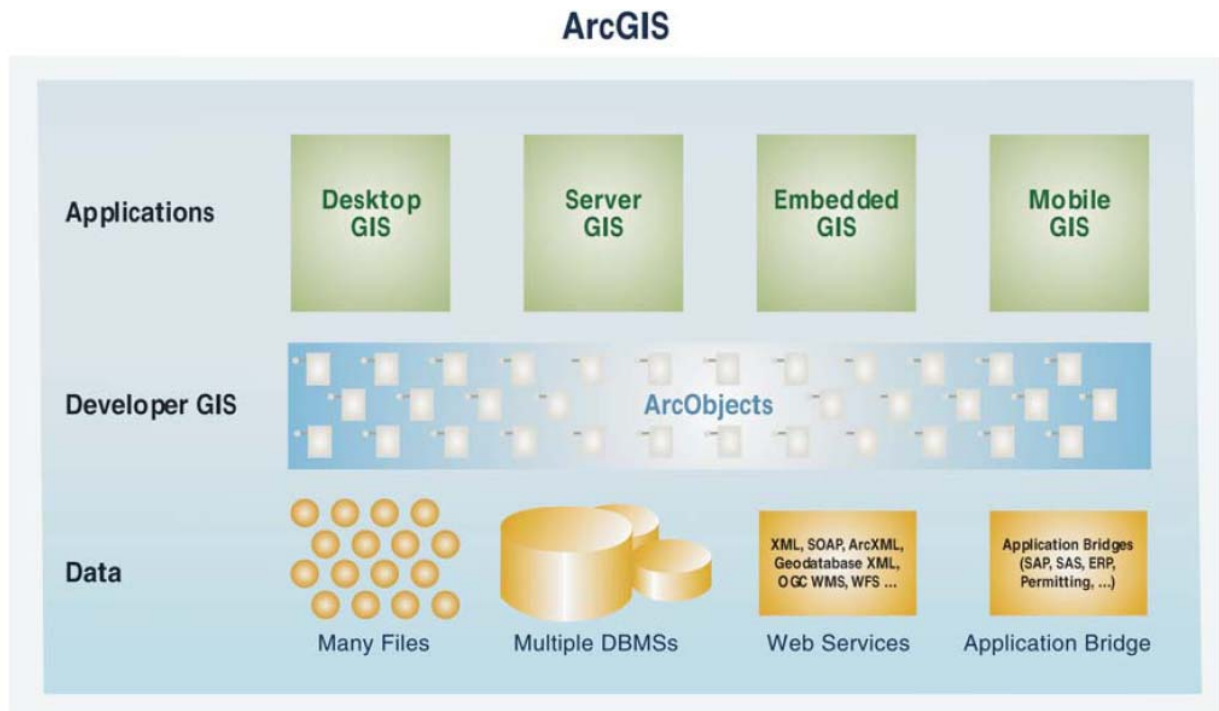 ArcGIS
Applications
Desktop
GIS
Server
GIS
Embedded
GIS
Mobile
GIS
Developer GIS
ArcObjects
Data
Many Files
Multiple DBMSs
XML, SOAP, ArcXML,
Geodatabase XML,
OGC WMS, WFS ...
Web Services
Application Bridges
(SAP, SAS, ERP,
Permitting, ...)
Application Bridge